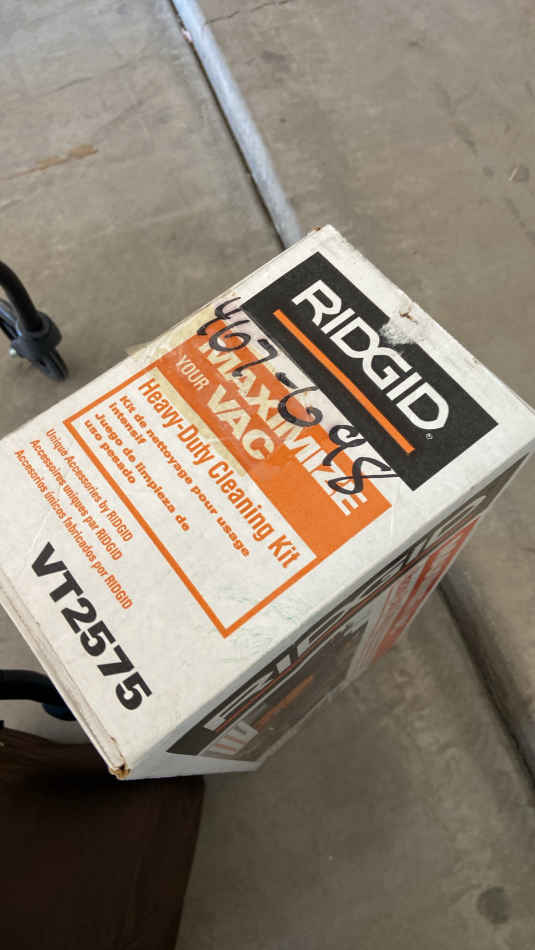 RIDGID®
MAXIMIZE
YOUR VAC
467-648
Heavy-Duty Cleaning Kit
Kit de nettoyage pour usage
intensif
Juego de limpieza de
uso pesado
Unique Accessories by RIDGID
Accessoires uniques par RIDGID
Accesorios únicos fabricados por RIDGID
VT2575